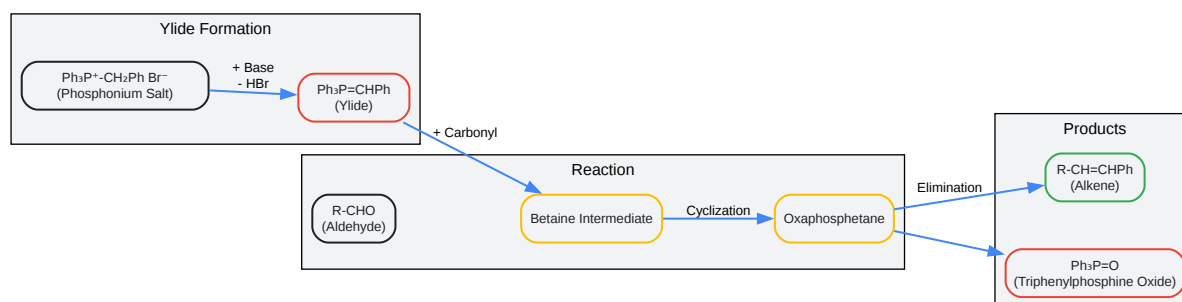 Ylide Formation
Ph₃P⁺-CH₂Ph Br⁻
(Phosphonium Salt)
+ Base
- HBr
Ph₃P=CHPh
(Ylide)
+ Carbonyl
Reaction
R-CHO
(Aldehyde)
Betaine Intermediate
Cyclization
Oxaphosphetane
Elimination
Products
R-CH=CHPh
(Alkene)
Ph₃P=O
(Triphenylphosphine Oxide)